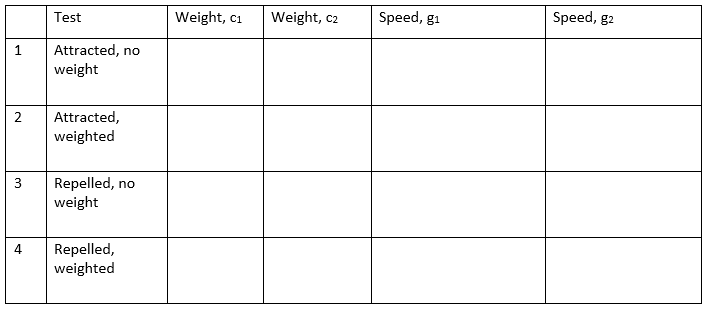 Test Weight, c₁ Weight, c₂ Speed, g₁ Speed, g₂
1 Attracted, no
weight
2 Attracted,
weighted
3 Repelled, no
weight
4 Repelled,
weighted